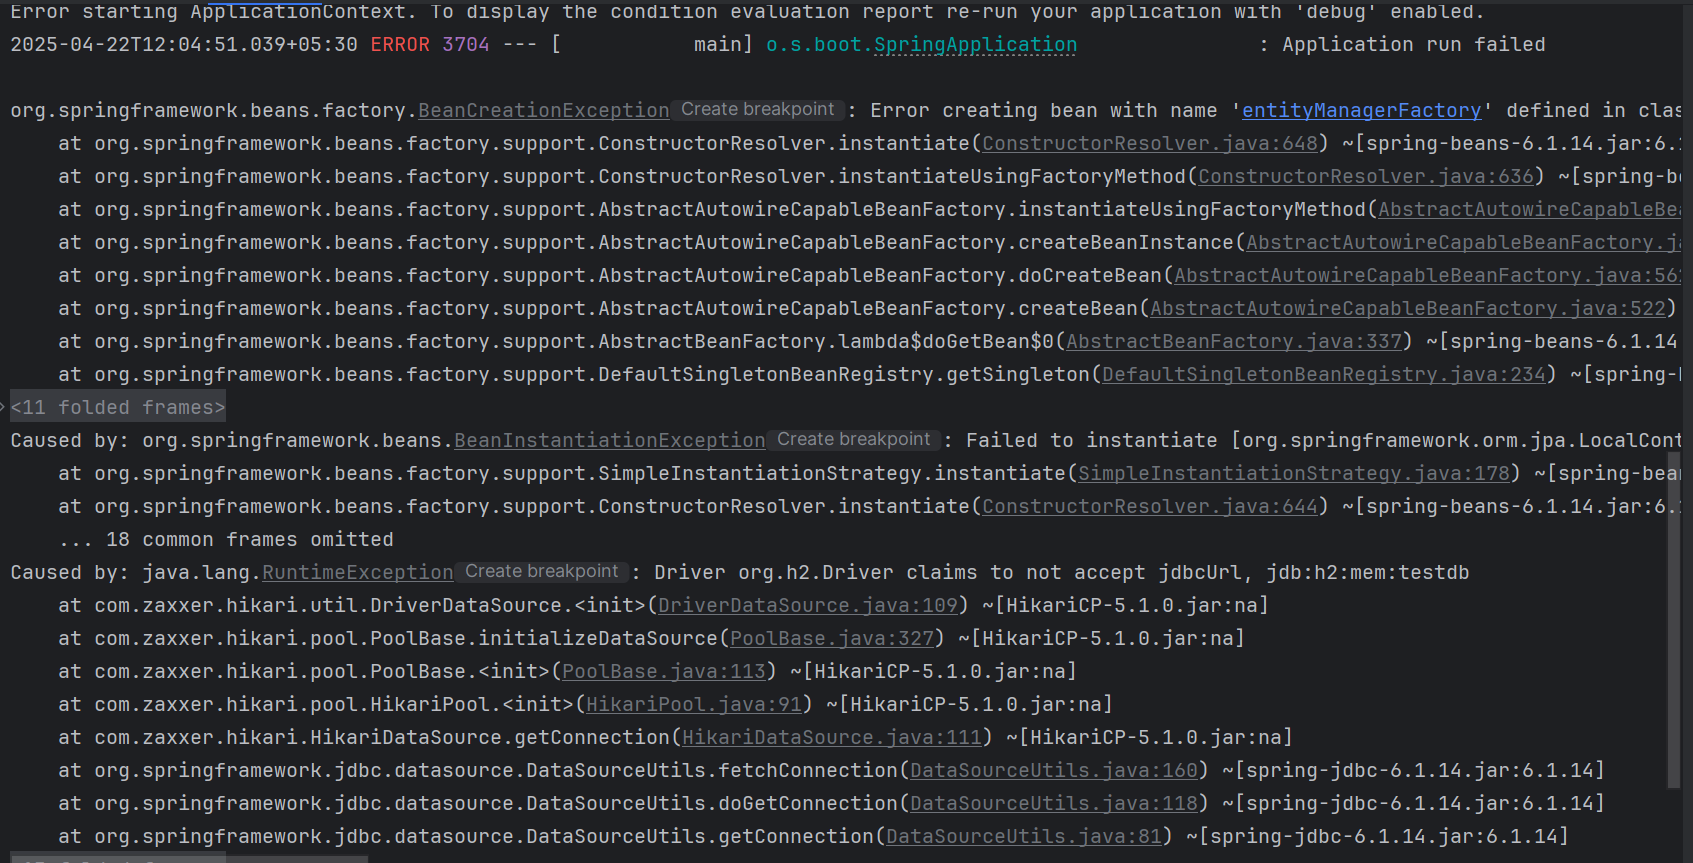 Error starting ApplicationContext. To display the condition evaluation report re-run your application with 'debug' enabled.
2025-04-22T12:04:51.039+05:30 ERROR 3704 --- [           main] o.s.boot.SpringApplication               : Application run failed
org.springframework.beans.factory.BeanCreationException Create breakpoint : Error creating bean with name 'entityManagerFactory' defined in clas
at org.springframework.beans.factory.support.ConstructorResolver.instantiate(ConstructorResolver.java:648) ~[spring-beans-6.1.14.jar:6.1
at org.springframework.beans.factory.support.ConstructorResolver.instantiateUsingFactoryMethod(ConstructorResolver.java:636) ~[spring-be
at org.springframework.beans.factory.support.AbstractAutowireCapableBeanFactory.instantiateUsingFactoryMethod(AbstractAutowireCapableBea
at org.springframework.beans.factory.support.AbstractAutowireCapableBeanFactory.createBeanInstance(AbstractAutowireCapableBeanFactory.ja
at org.springframework.beans.factory.support.AbstractAutowireCapableBeanFactory.doCreateBean(AbstractAutowireCapableBeanFactory.java:562
at org.springframework.beans.factory.support.AbstractAutowireCapableBeanFactory.createBean(AbstractAutowireCapableBeanFactory.java:522)
at org.springframework.beans.factory.support.AbstractBeanFactory.lambda$doGetBean$0(AbstractBeanFactory.java:337) ~[spring-beans-6.1.14
at org.springframework.beans.factory.support.DefaultSingletonBeanRegistry.getSingleton(DefaultSingletonBeanRegistry.java:234) ~[spring-b
<11 folded frames>
Caused by: org.springframework.beans.BeanInstantiationException Create breakpoint : Failed to instantiate [org.springframework.orm.jpa.LocalCont
at org.springframework.beans.factory.support.SimpleInstantiationStrategy.instantiate(SimpleInstantiationStrategy.java:178) ~[spring-bean
at org.springframework.beans.factory.support.ConstructorResolver.instantiate(ConstructorResolver.java:644) ~[spring-beans-6.1.14.jar:6.1
... 18 common frames omitted
Caused by: java.lang.RuntimeException Create breakpoint : Driver org.h2.Driver claims to not accept jdbcUrl, jdb:h2:mem:testdb
at com.zaxxer.hikari.util.DriverDataSource.<init>(DriverDataSource.java:109) ~[HikariCP-5.1.0.jar:na]
at com.zaxxer.hikari.pool.PoolBase.initializeDataSource(PoolBase.java:327) ~[HikariCP-5.1.0.jar:na]
at com.zaxxer.hikari.pool.PoolBase.<init>(PoolBase.java:113) ~[HikariCP-5.1.0.jar:na]
at com.zaxxer.hikari.pool.HikariPool.<init>(HikariPool.java:91) ~[HikariCP-5.1.0.jar:na]
at com.zaxxer.hikari.HikariDataSource.getConnection(HikariDataSource.java:111) ~[HikariCP-5.1.0.jar:na]
at org.springframework.jdbc.datasource.DataSourceUtils.fetchConnection(DataSourceUtils.java:160) ~[spring-jdbc-6.1.14.jar:6.1.14]
at org.springframework.jdbc.datasource.DataSourceUtils.doGetConnection(DataSourceUtils.java:118) ~[spring-jdbc-6.1.14.jar:6.1.14]
at org.springframework.jdbc.datasource.DataSourceUtils.getConnection(DataSourceUtils.java:81) ~[spring-jdbc-6.1.14.jar:6.1.14]